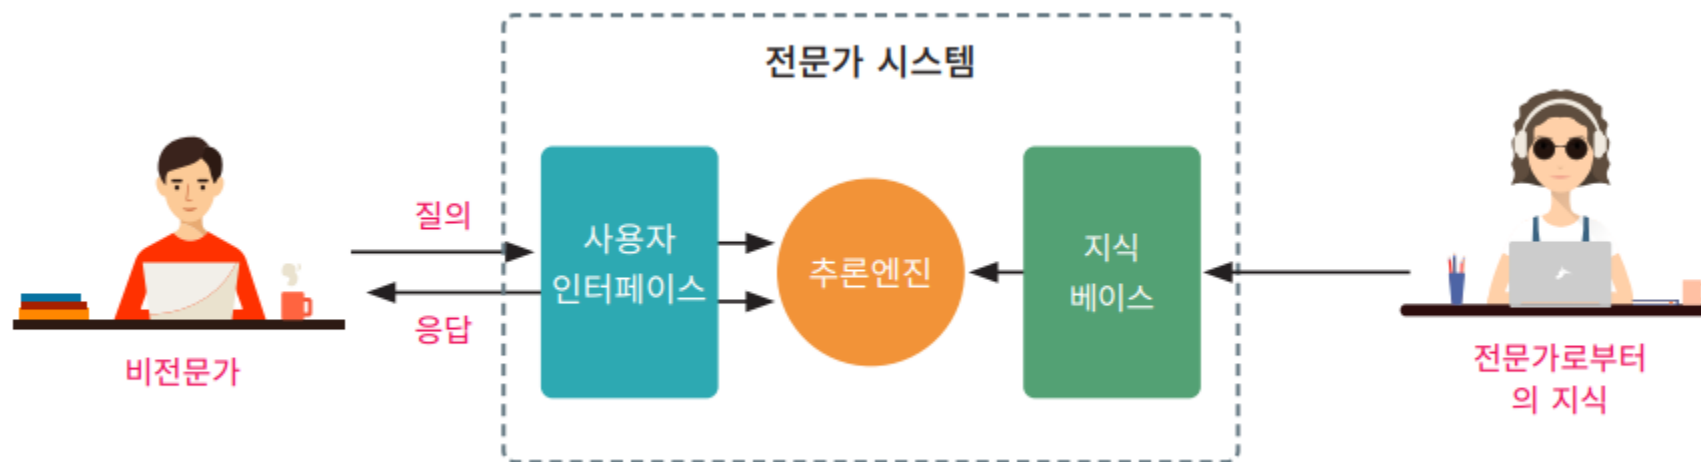 전문가 시스템
질의
사용자
인터페이스
추론엔진
지식
베이스
응답
비전문가
전문가로부터
의 지식